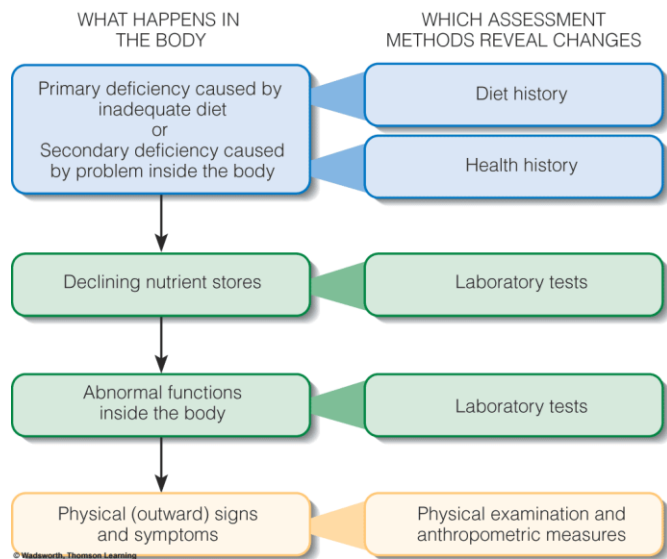 WHAT HAPPENS IN
THE BODY
WHICH ASSESSMENT
METHODS REVEAL CHANGES
Primary deficiency caused by
inadequate diet
or
Secondary deficiency caused
by problem inside the body
Diet history
Health history
Declining nutrient stores
Laboratory tests
Abnormal functions
inside the body
Laboratory tests
Physical (outward) signs
and symptoms
Physical examination and
anthropometric measures
© Wadsworth, Thomson Learning